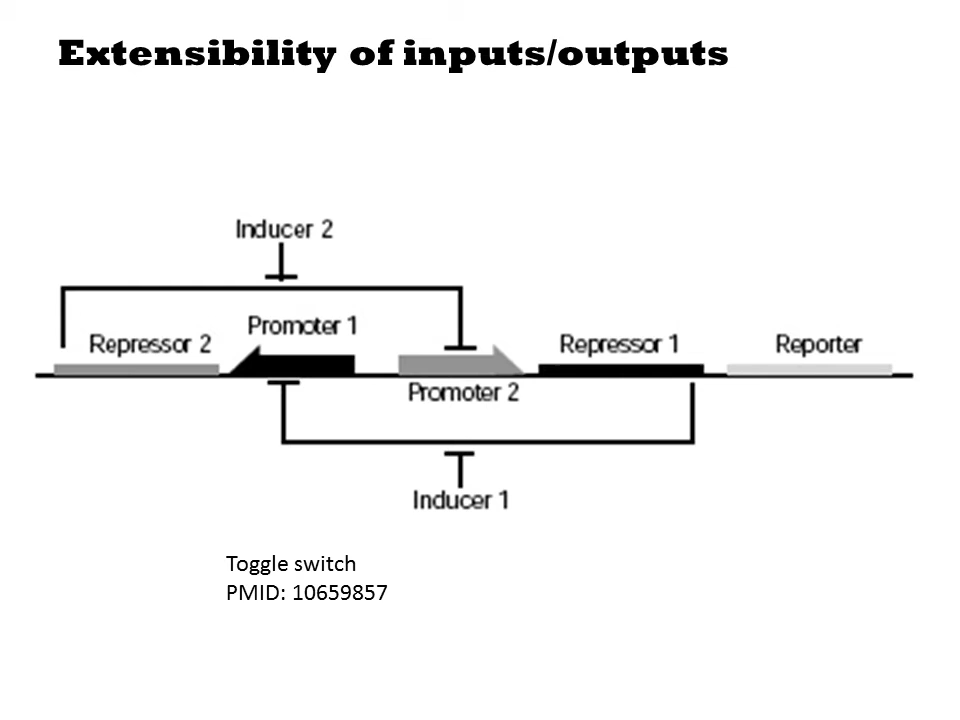 Extensibility of inputs/outputs
Inducer 2
Promoter 1
Repressor 2
Repressor 1
Reporter
Promoter 2
Inducer 1
Toggle switch
PMID: 10659857